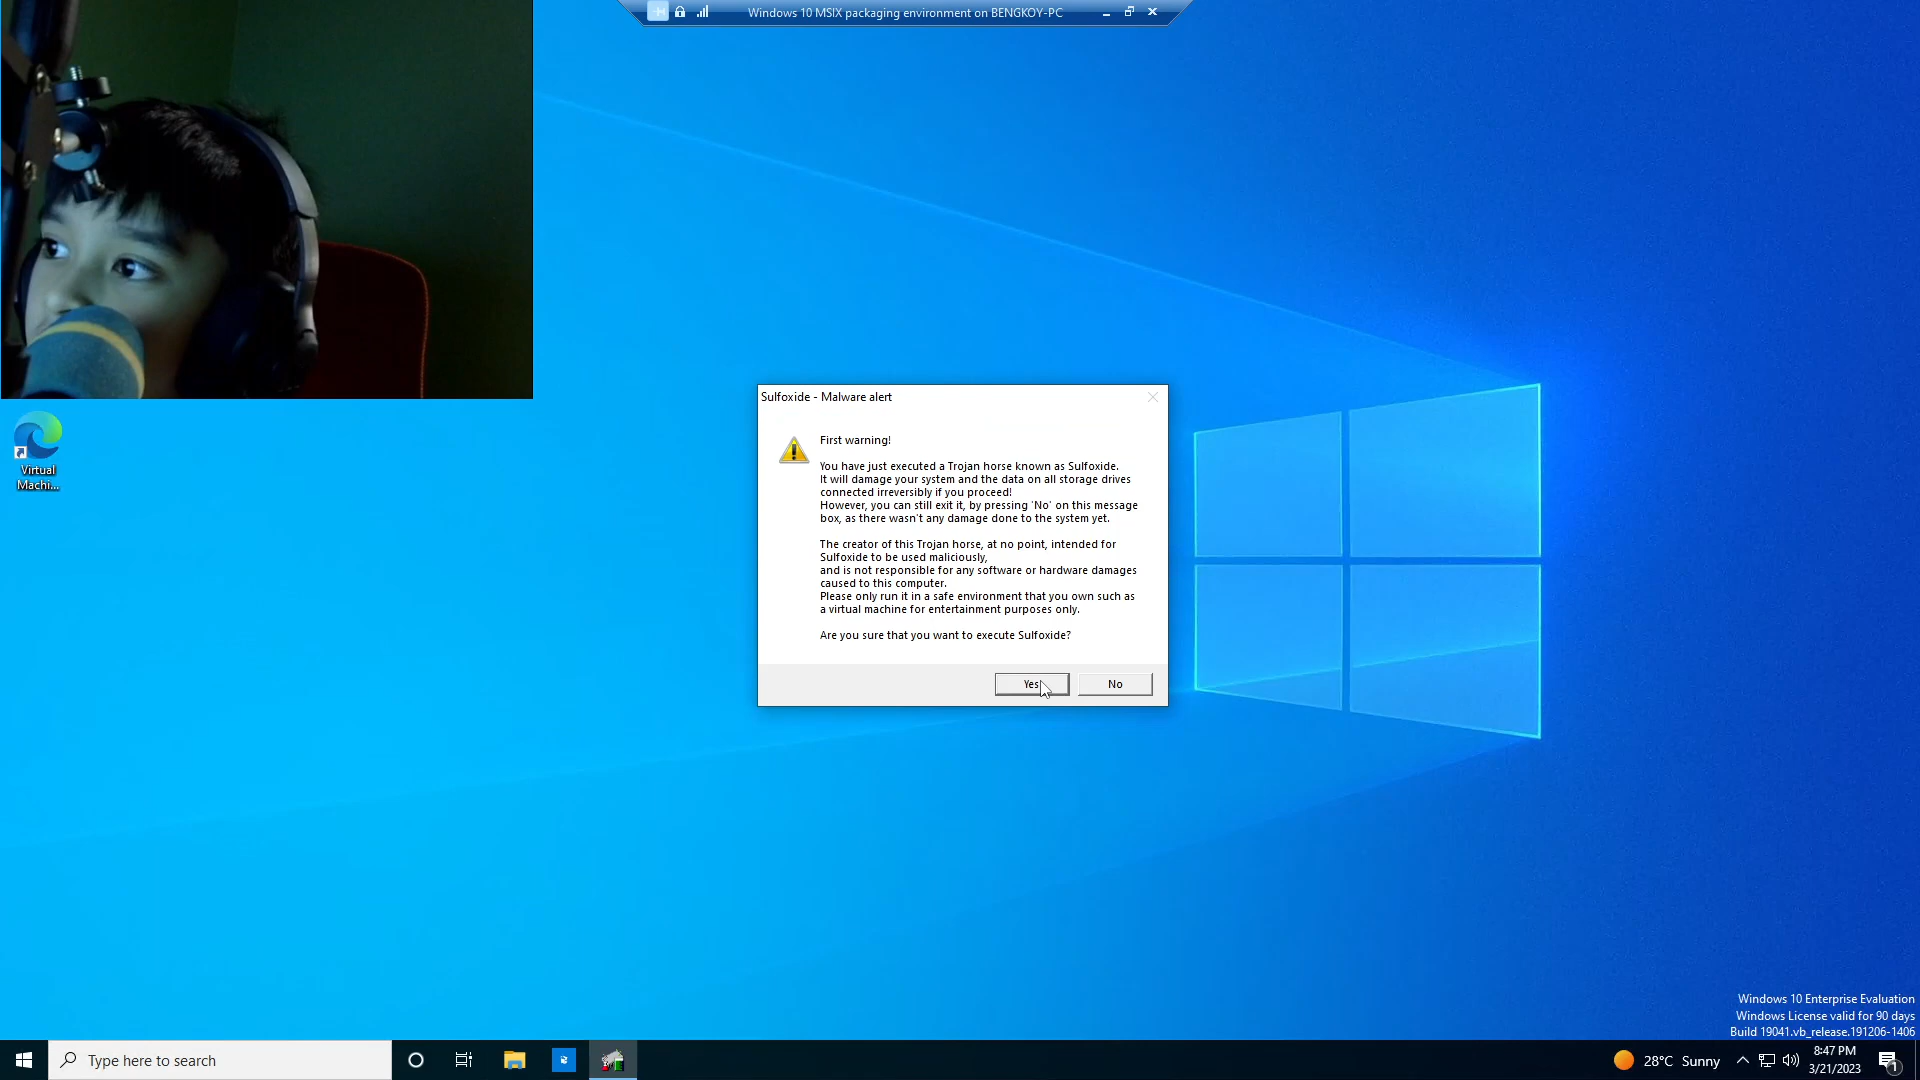 Windows 10 MSIX packaging environment on BENGKOY-PC
Virtual
Machi...
Sulfoxide - Malware alert
First warning!
You have just executed a Trojan horse known as Sulfoxide.
It will damage your system and the data on all storage drives
connected irreversibly if you proceed!
However, you can still exit it, by pressing 'No' on this message
box, as there wasn't any damage done to the system yet.
The creator of this Trojan horse, at no point, intended for
Sulfoxide to be used maliciously,
and is not responsible for any software or hardware damages
caused to this computer.
Please only run it in a safe environment that you own such as
a virtual machine for entertainment purposes only.
Are you sure that you want to execute Sulfoxide?
Yes
No
Windows 10 Enterprise Evaluation
Windows License valid for 90 days
Build 19041.vb_release.191206-1406
Type here to search
28°C Sunny
8:47 PM
3/21/2023
1